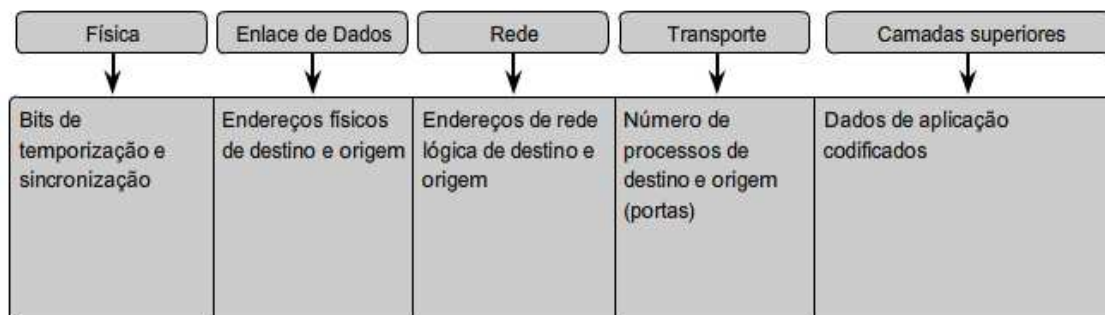 Física
Enlace de Dados
Rede
Transporte
Camadas superiores
Bits de
temporização e
sincronização
Endereços físicos
de destino e origem
Endereços de rede
lógica de destino e
origem
Número de
processos de
destino e origem
(portas)
Dados de aplicação
codificados